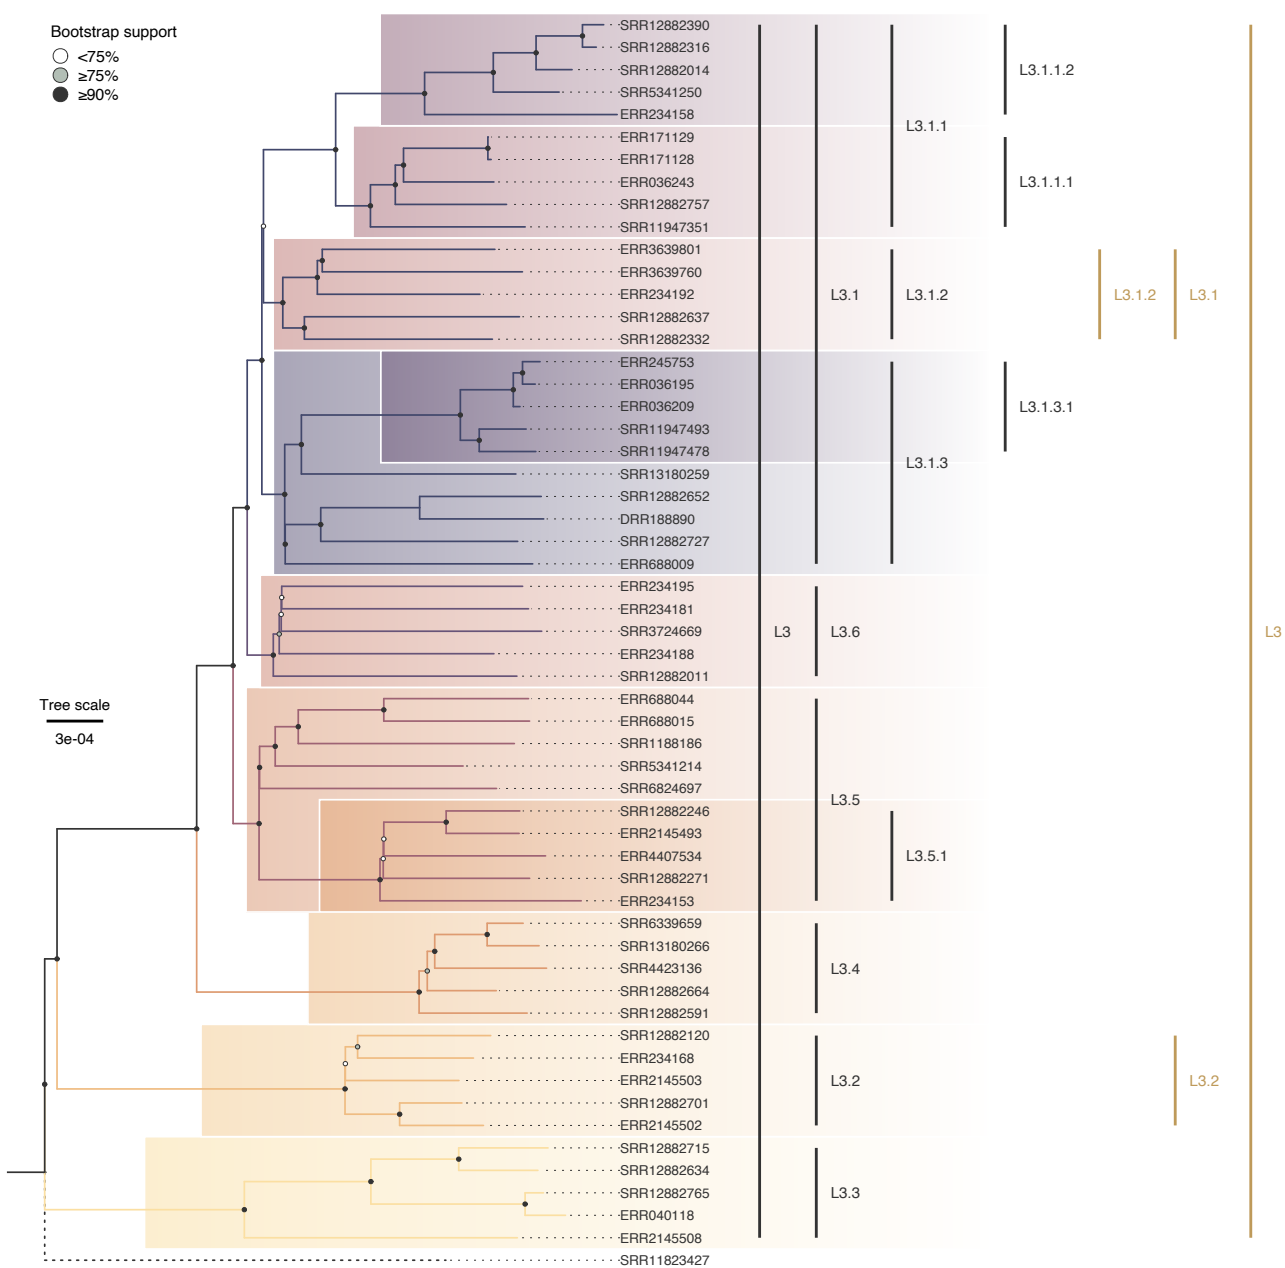 Bootstrap support
<75%
≥75%
≥90%
Tree scale
3e-04
SRR12882390
SRR12882316
SRR12882014
SRR5341250
ERR234158
ERR171129
ERR171128
ERR036243
SRR12882757
SRR11947351
ERR3639801
ERR3639760
ERR234192
SRR12882637
SRR12882332
ERR245753
ERR036195
ERR036209
SRR11947493
SRR11947478
SRR13180259
SRR12882652
DRR188890
SRR12882727
ERR688009
ERR234195
ERR234181
SRR3724669
ERR234188
SRR12882011
ERR688044
ERR688015
SRR1188186
SRR5341214
SRR6824697
SRR12882246
ERR2145493
ERR4407534
SRR12882271
ERR234153
SRR6339659
SRR13180266
SRR4423136
SRR12882664
SRR12882591
SRR12882120
ERR234168
ERR2145503
SRR12882701
ERR2145502
SRR12882715
SRR12882634
SRR12882765
ERR040118
ERR2145508
SRR11823427
L3
L3.1
L3.6
L3.5
L3.4
L3.2
L3.3
L3.1.1
L3.1.2
L3.1.3
L3.5.1
L3.1.1.2
L3.1.1.1
L3.1.3.1
L3.1.2
L3.1
L3.2
L3